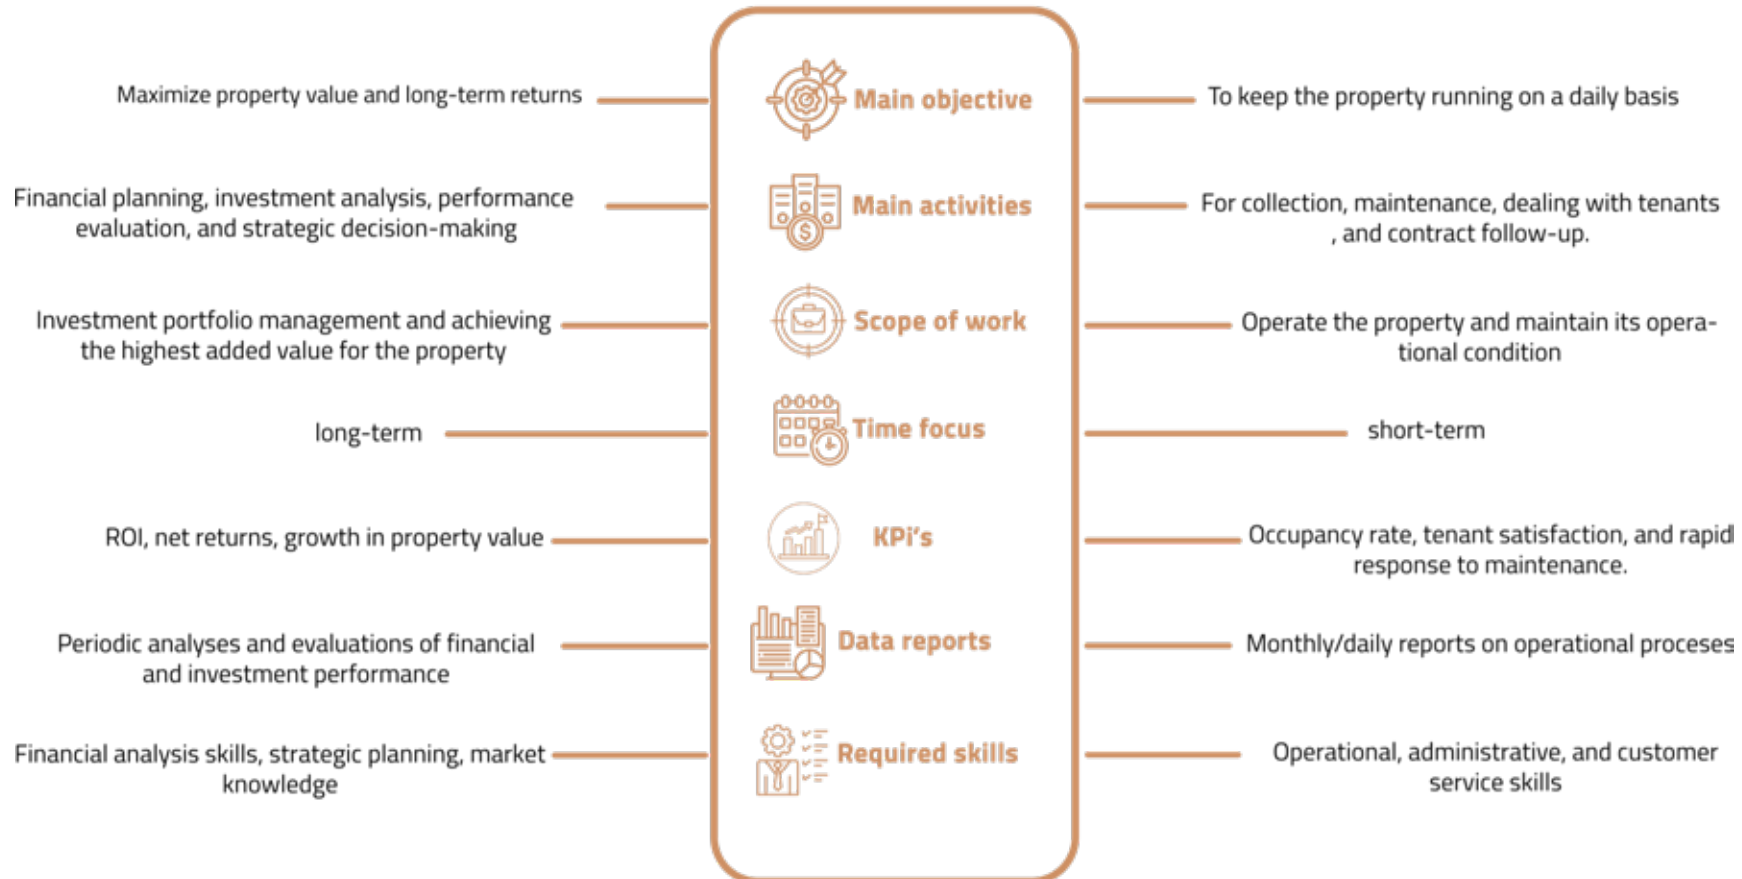 Maximize property value and long-term returns
Main objective
To keep the property running on a daily basis
Financial planning, investment analysis, performance
evaluation, and strategic decision-making
Main activities
For collection, maintenance, dealing with tenants
, and contract follow-up.
Investment portfolio management and achieving
the highest added value for the property
Scope of work
Operate the property and maintain its opera-
tional condition
long-term
Time focus
short-term
ROI, net returns, growth in property value
KPi's
Occupancy rate, tenant satisfaction, and rapid
response to maintenance.
Periodic analyses and evaluations of financial
and investment performance
Data reports
Monthly/daily reports on operational proceses
Financial analysis skills, strategic planning, market
knowledge
Required skills
Operational, administrative, and customer
service skills